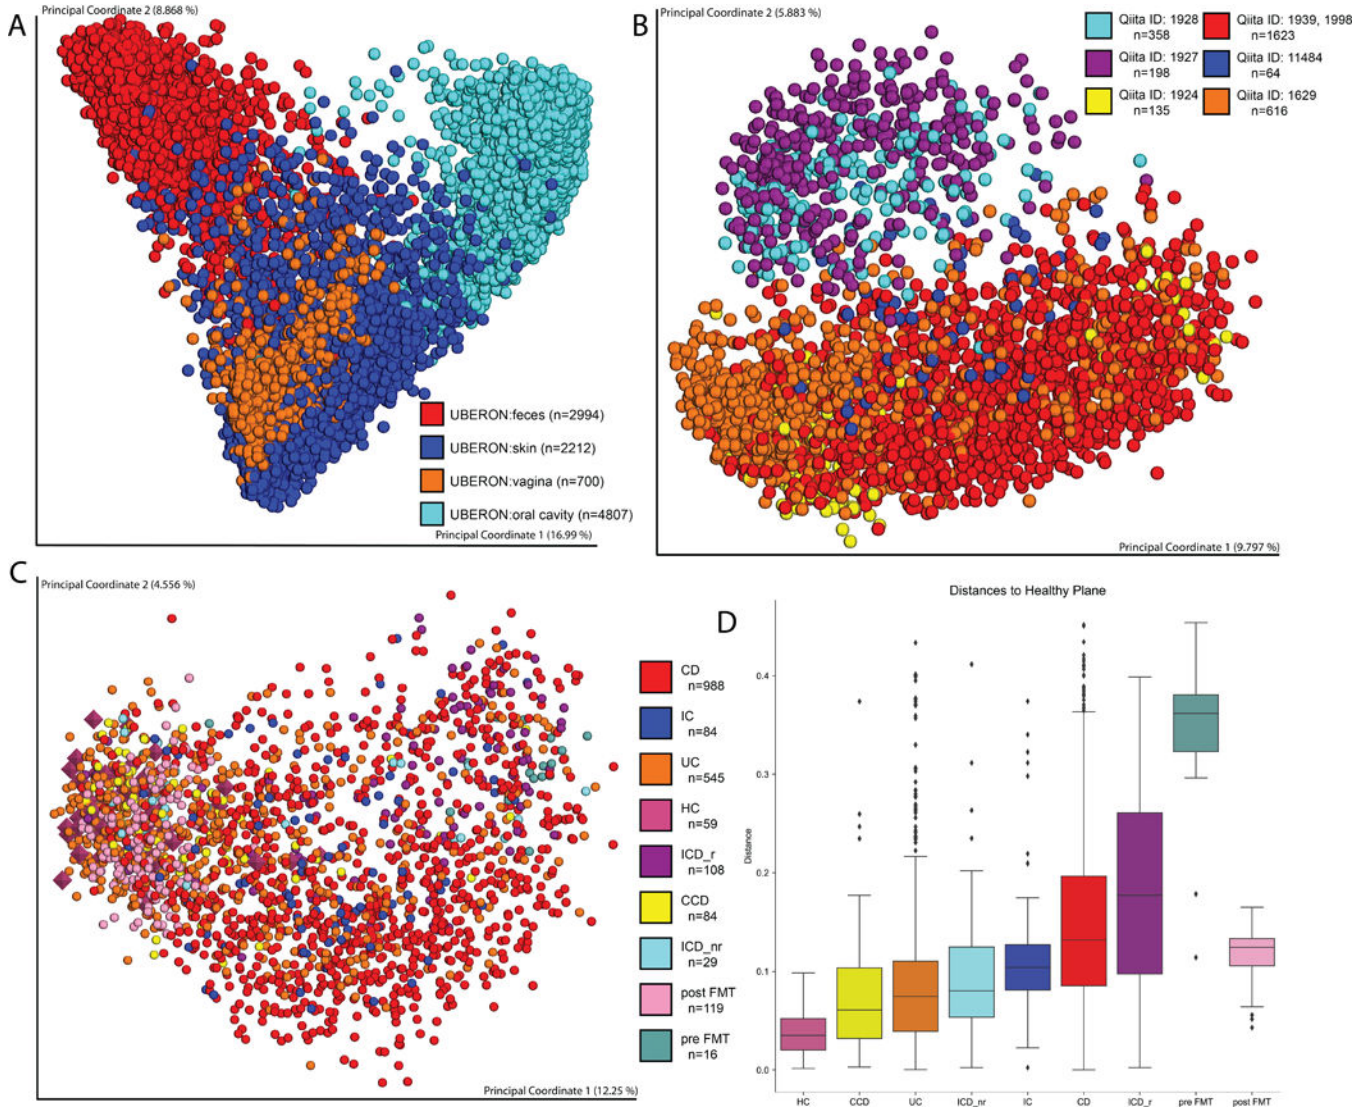 A
Principal Coordinate 2 (8.868 %)
UBERON:feces (n=2994)
UBERON:skin (n=2212)
UBERON:vagina (n=700)
UBERON:oral cavity (n=4807)
Principal Coordinate 1 (16.99 %)
B
Principal Coordinate 2 (5.883 %)
Qiita ID: 1928
n=358
Qiita ID: 1939, 1998
n=1623
Qiita ID: 1927
n=198
Qiita ID: 11484
n=64
Qiita ID: 1924
n=135
Qiita ID: 1629
n=616
Principal Coordinate 1 (9.797 %)
C
Principal Coordinate 2 (4.556 %)
CD
n=988
IC
n=84
UC
n=545
HC
n=59
ICD_r
n=108
CCD
n=84
ICD_nr
n=29
post FMT
n=119
pre FMT
n=16
Principal Coordinate 1 (12.25 %)
D
Distances to Healthy Plane
Distance
0.4
0.3
0.2
0.1
0.0
HC CCD UC ICD_nr IC CD ICD_r pre FMT post FMT